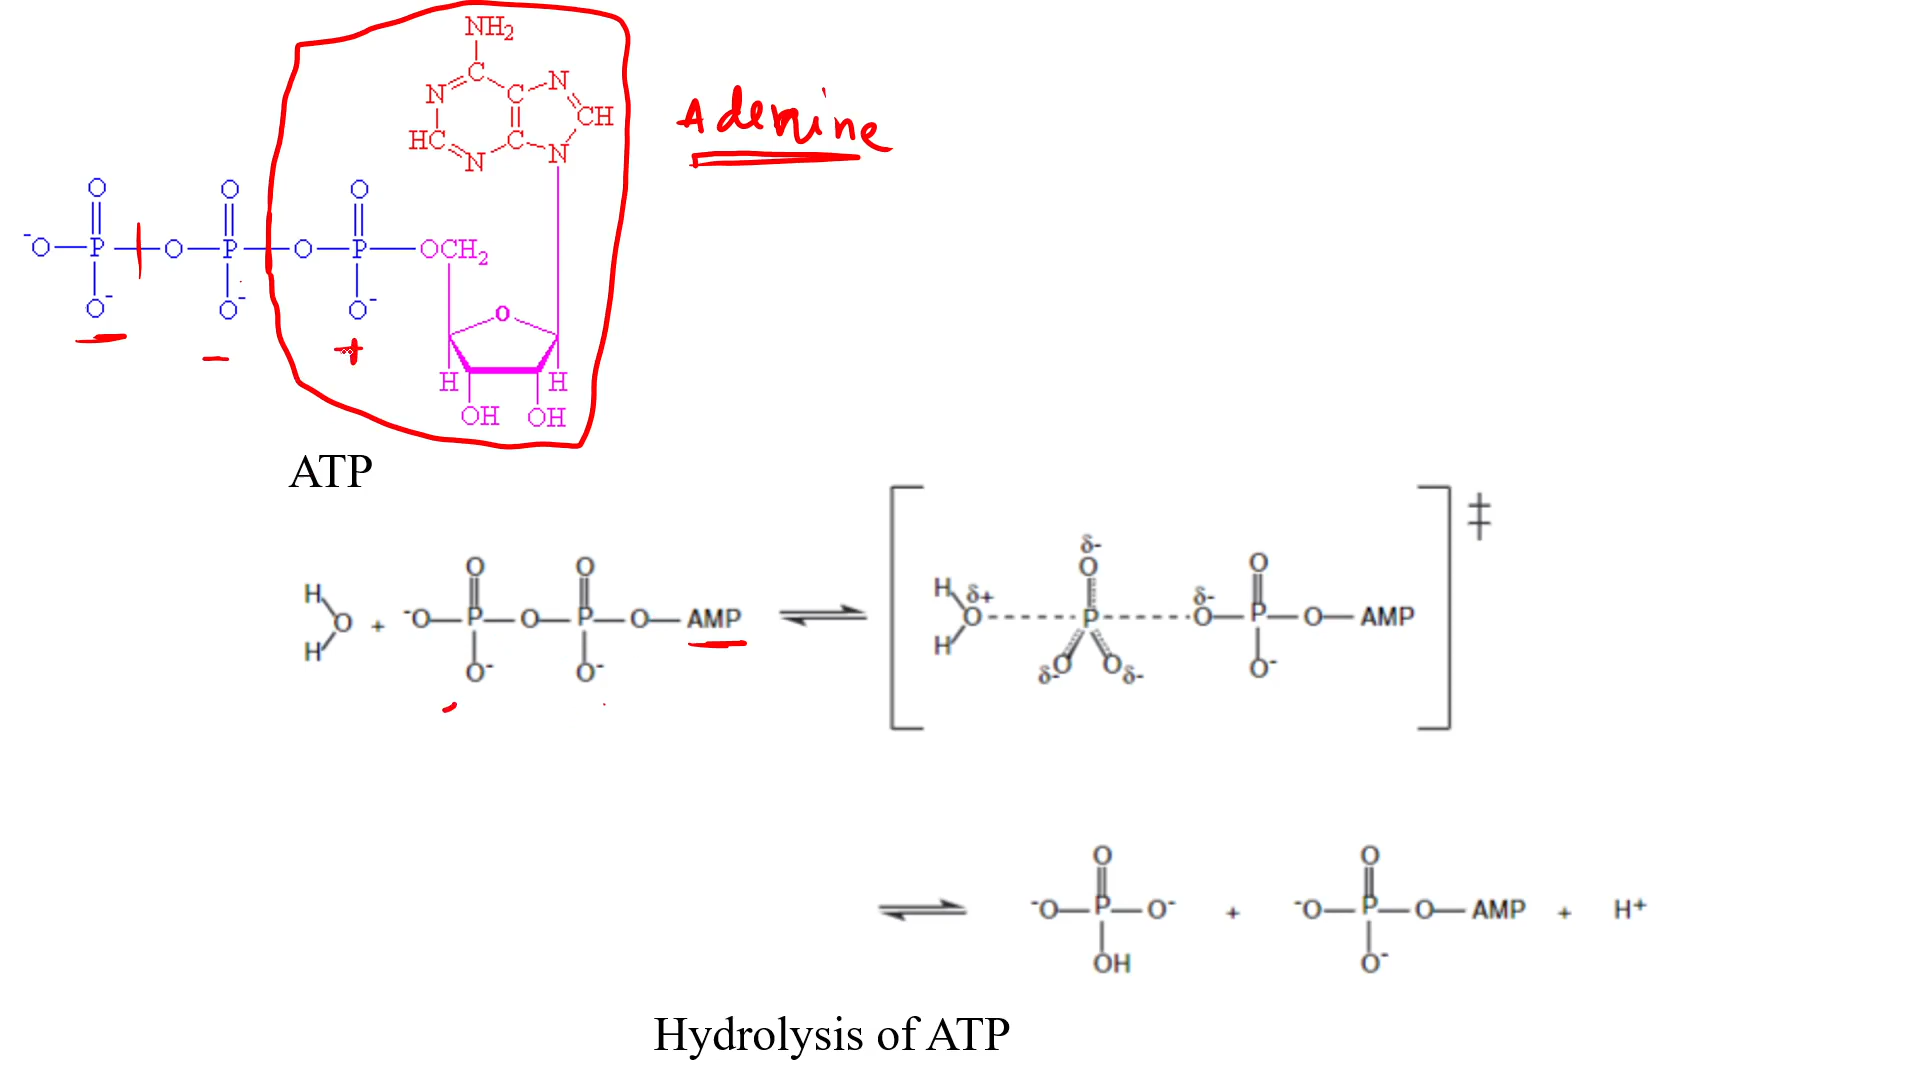 NH2
N C C N CH
HC N C N
Adenine
O O O
-O—P—O—P—O—P—OCH2
O- O- O-
O
H H
OH OH
ATP
H O H + -O—P—O—P—O—AMP ⇌ [H δ+ O H P δ- O—P—O—AMP] ‡
O O δ- O O
O- O- δ-O Oδ- O-
⇌ -O—P—O- + -O—P—O—AMP + H+
O O
OH O-
Hydrolysis of ATP